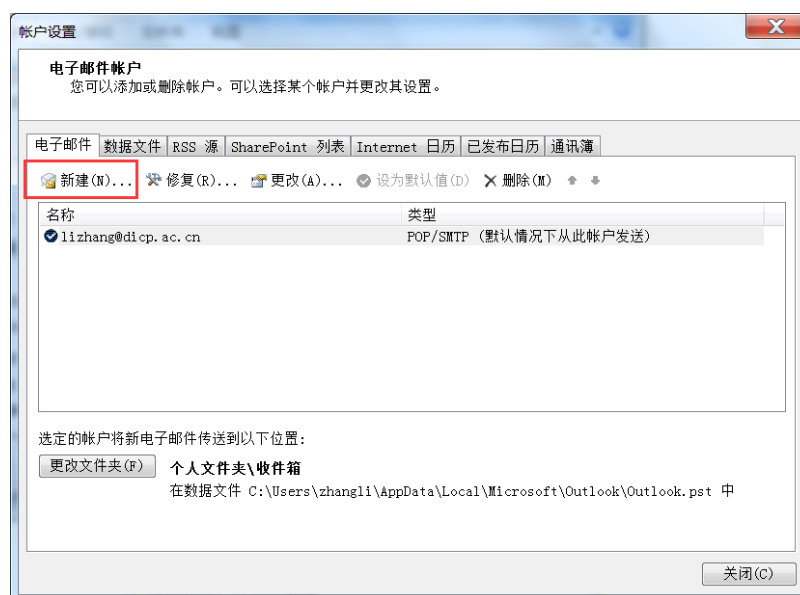 帐户设置
电子邮件帐户
您可以添加或删除帐户。可以选择某个帐户并更改其设置。
电子邮件 数据文件 RSS 源 SharePoint 列表 Internet 日历 已发布日历 通讯簿
新建(N)... 修复(R)... 更改(A)... 设为默认值(D) 删除(M)
名称 类型
lizhang@dicp.ac.cn POP/SMTP (默认情况下从此帐户发送)
选定的帐户将新电子邮件传送到以下位置:
更改文件夹(F) 个人文件夹\收件箱
在数据文件 C:\Users\zhangli\AppData\Local\Microsoft\Outlook\Outlook.pst 中
关闭(C)